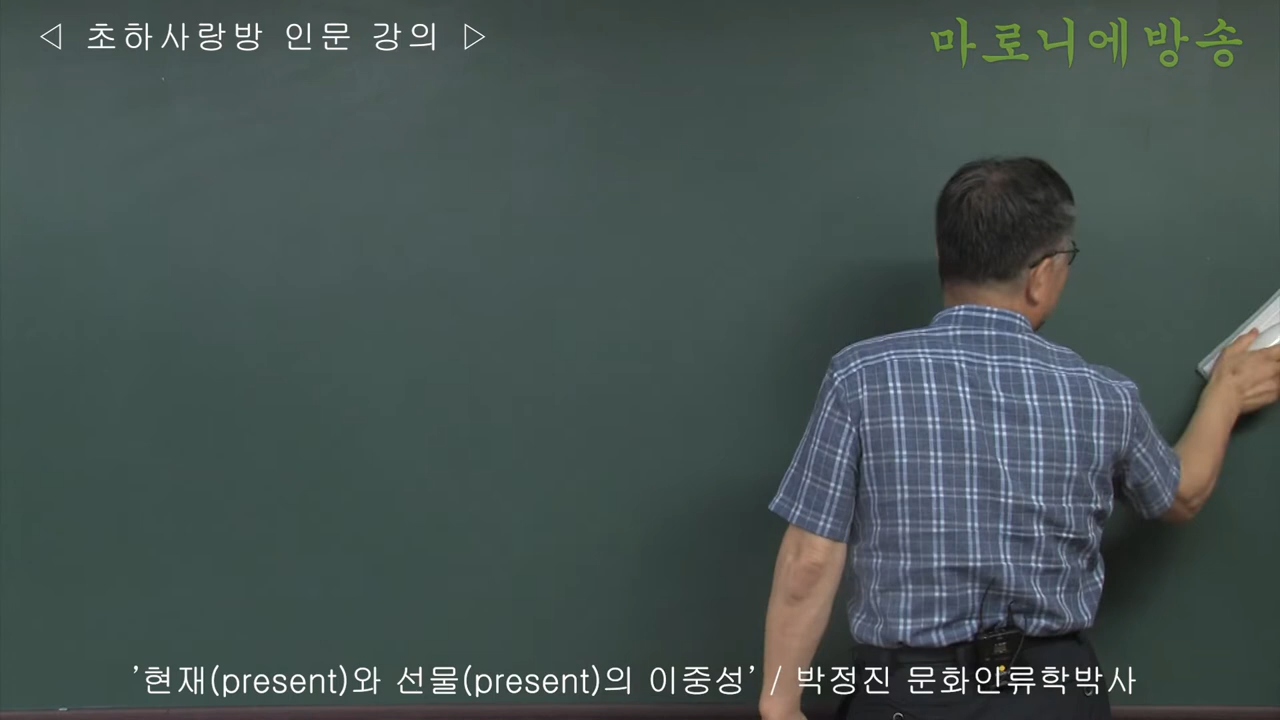 ◁ 초하사랑방 인문 강의 ▷
마로니에방송
'현재(present)와 선물(present)의 이중성' / 박정진 문화인류학박사